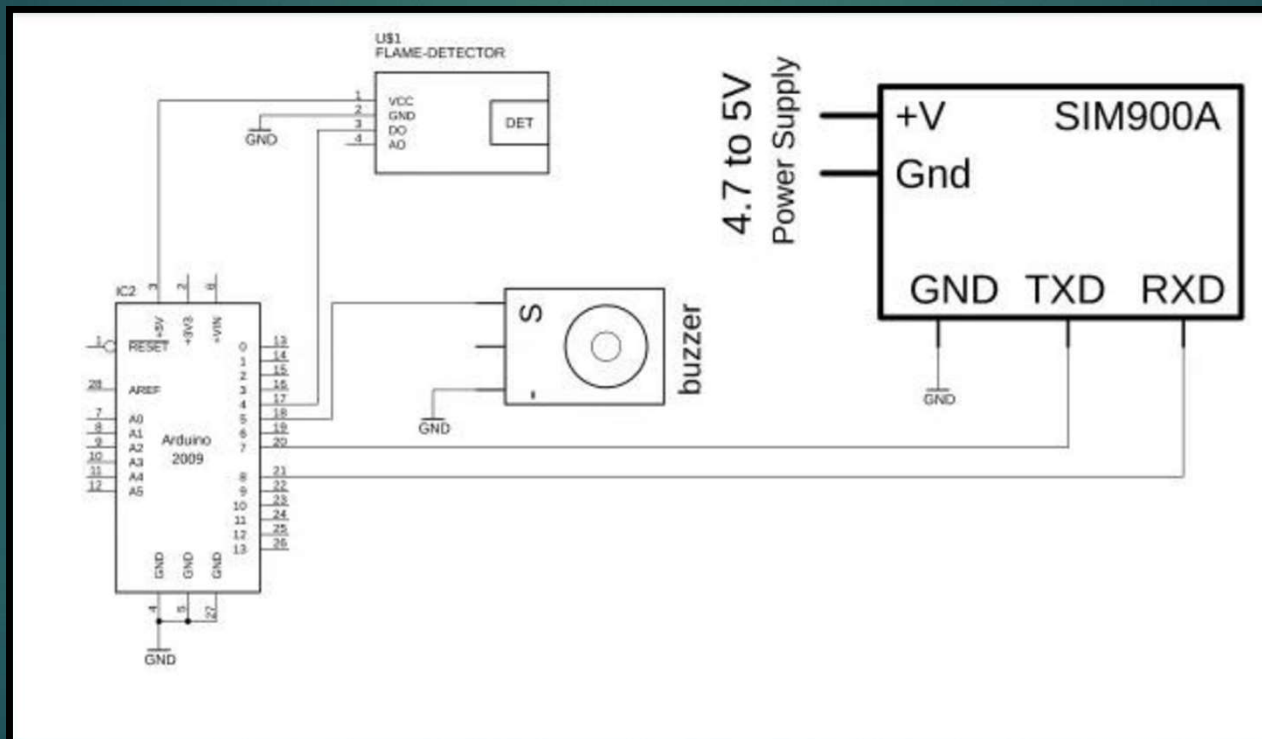 U$1
FLAME-DETECTOR
1 VCC
2 GND
3 DO
4 AO
DET
GND
4.7 to 5V
Power Supply
+V
SIM900A
Gnd
GND TXD RXD
GND
S
-
buzzer
GND
IC2
3 2 6
+5V +3V3 +VIN
1 RESET
28 AREF
7 A0
8 A1
9 A2
10 A3
11 A4
12 A5
Arduino
2009
0 13
1 14
2 15
3 16
4 17
5 18
6 19
7 20
8 21
9 22
10 23
11 24
12 25
13 26
GND GND GND
4 5 27
GND